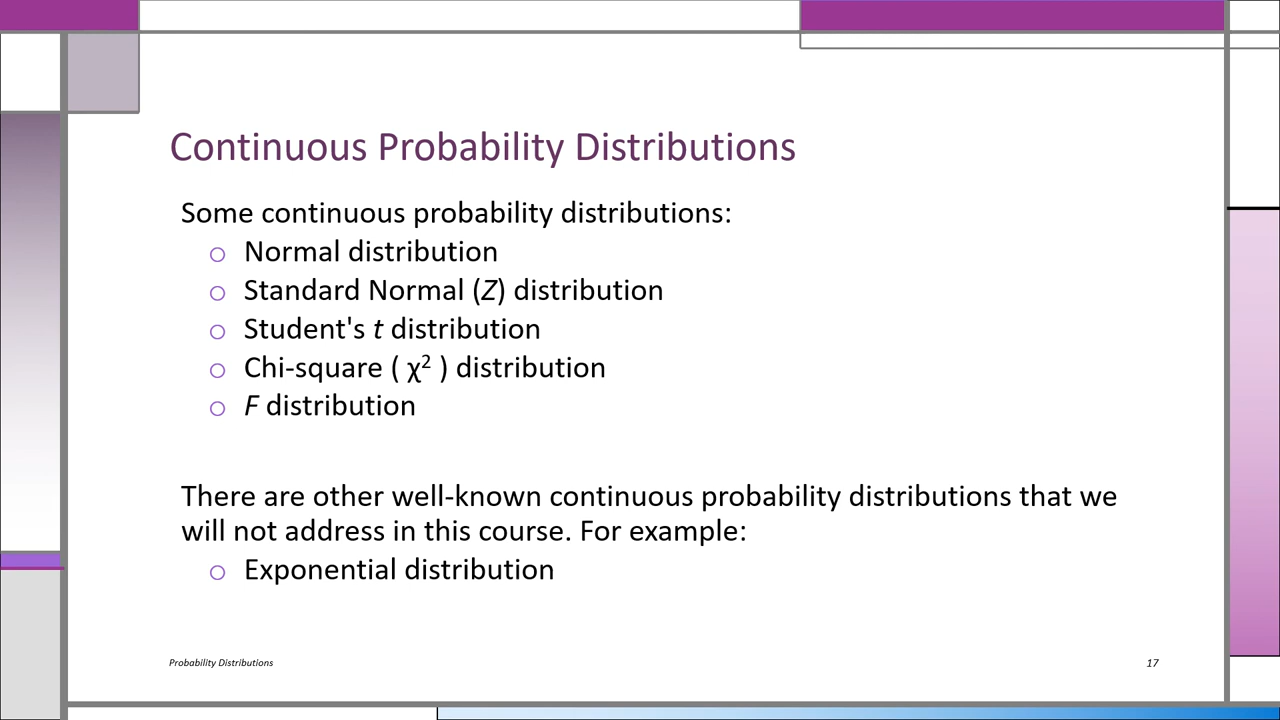 Continuous Probability Distributions
Some continuous probability distributions:
○ Normal distribution
○ Standard Normal (Z) distribution
○ Student's t distribution
○ Chi-square ( χ² ) distribution
○ F distribution
There are other well-known continuous probability distributions that we
will not address in this course. For example:
○ Exponential distribution
Probability Distributions
17